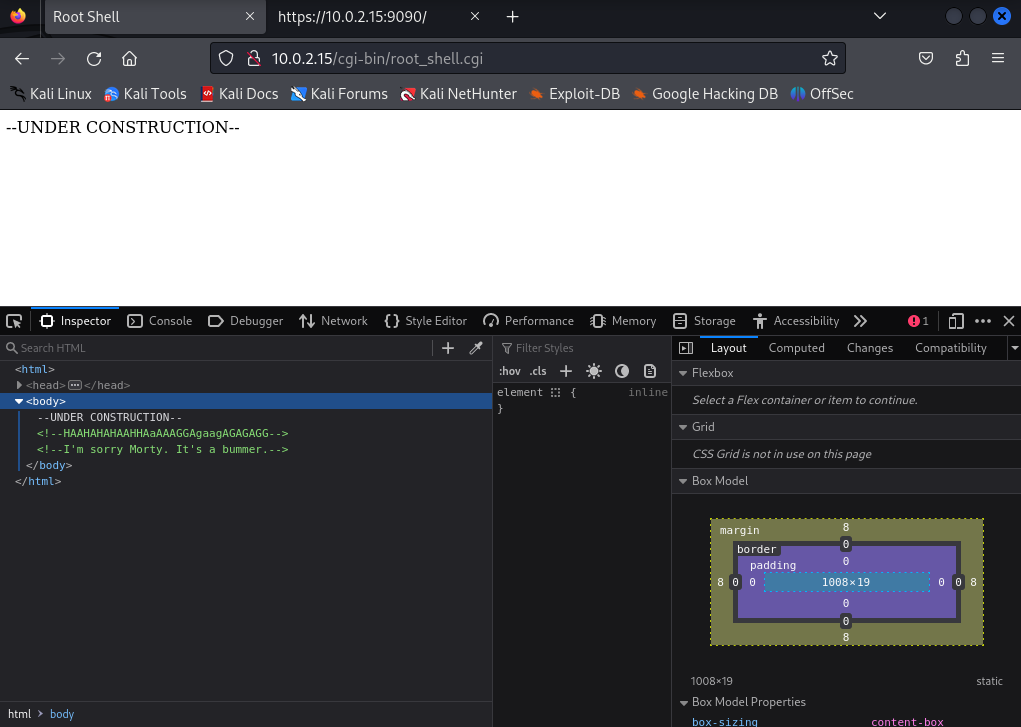 Root Shell
https://10.0.2.15:9090/
10.0.2.15/cgi-bin/root_shell.cgi
Kali Linux Kali Tools Kali Docs Kali Forums Kali NetHunter Exploit-DB Google Hacking DB OffSec
--UNDER CONSTRUCTION--
Inspector Console Debugger Network Style Editor Performance Memory Storage Accessibility 1
Search HTML
<html>
<head>
</head>
<body>
--UNDER CONSTRUCTION--
<!--HAAHAHAHAAHHAaAAAGGAgaagAGAGAGG-->
<!--I'm sorry Morty. It's a bummer.-->
</body>
</html>
html > body
Filter Styles
:hov .cls
element { inline
}
Layout Computed Changes Compatibility
Flexbox
Select a Flex container or item to continue.
Grid
CSS Grid is not in use on this page
Box Model
margin 8
border 0
padding 0
8 0 0 1008×19 0 0 8
0
0
8
1008×19 static
Box Model Properties
box-sizing content-box